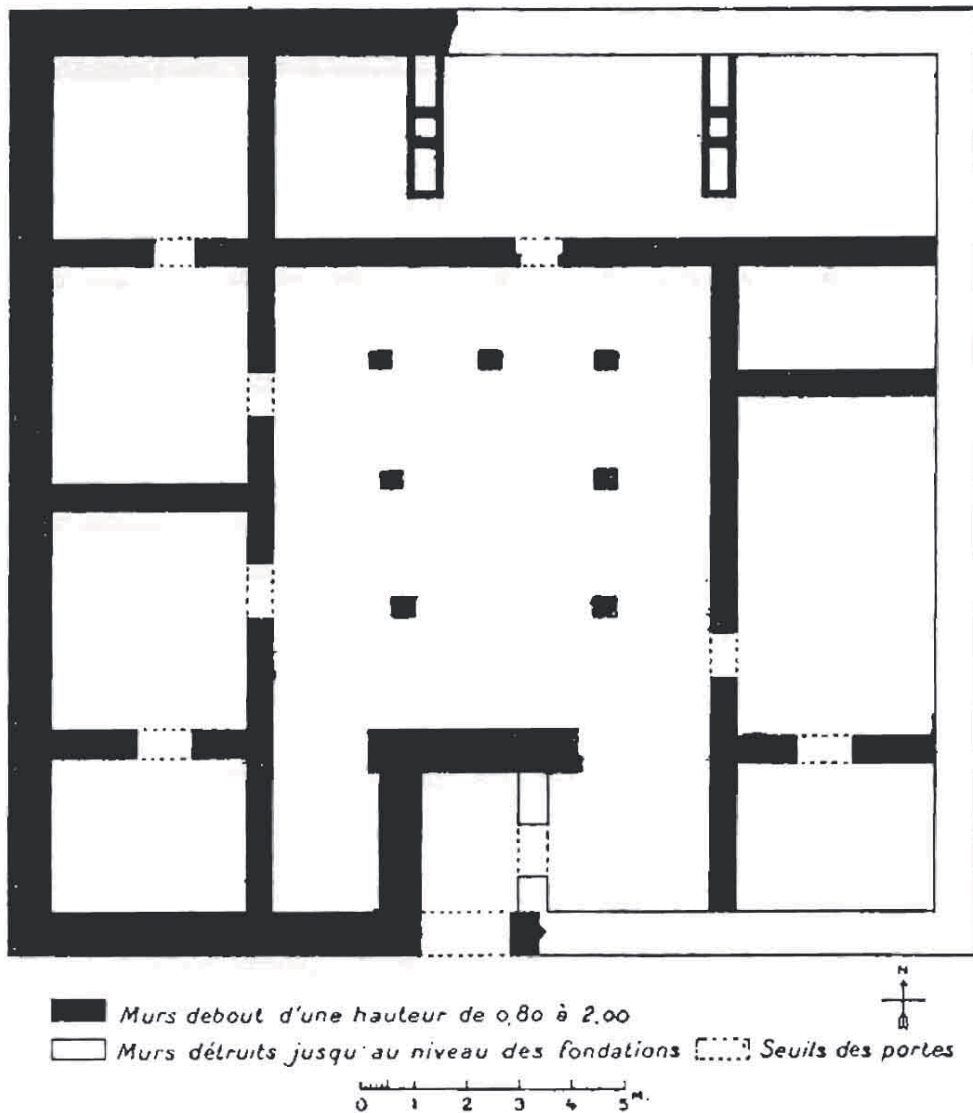 N
Murs debout d'une hauteur de 0,80 à 2,00
Murs détruits jusqu'au niveau des fondations Seuils des portes
0 1 2 3 4 5 M.